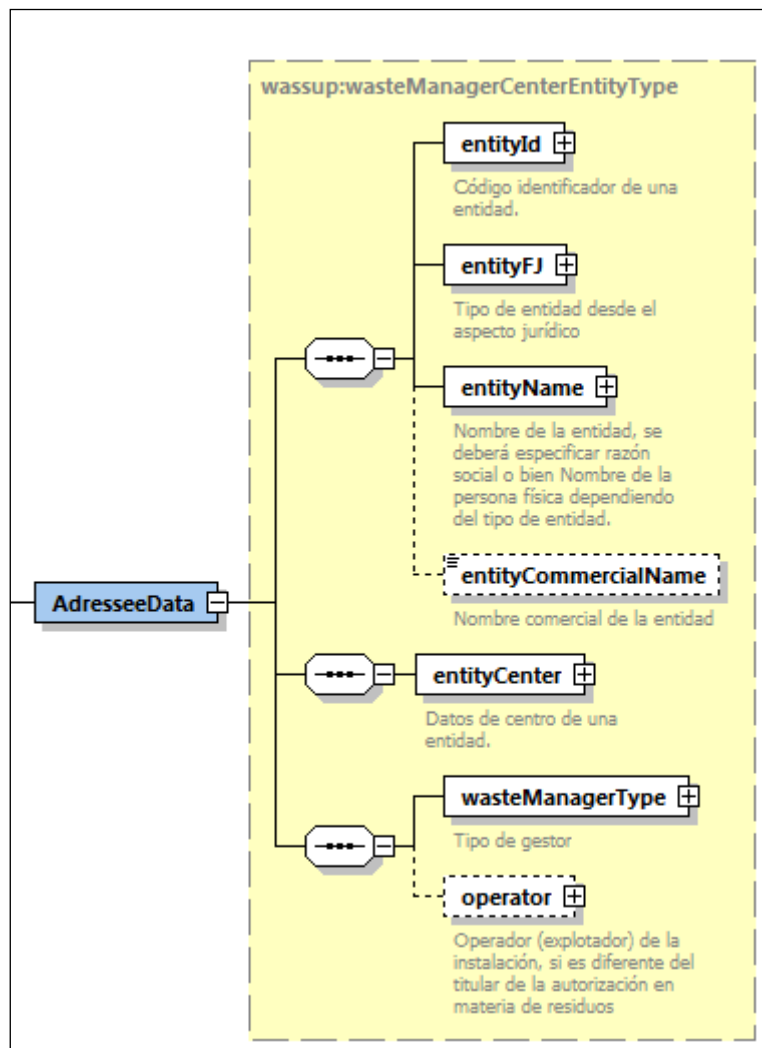 wassup:wasteManagerCenterEntityType
entityId
Código identificador de una
entidad.
entityFJ
Tipo de entidad desde el
aspecto jurídico
entityName
Nombre de la entidad, se
deberá especificar razón
social o bien Nombre de la
persona física dependiendo
del tipo de entidad.
entityCommercialName
Nombre comercial de la entidad
AdresseeData
entityCenter
Datos de centro de una
entidad.
wasteManagerType
Tipo de gestor
operator
Operador (explotador) de la
instalación, si es diferente del
titular de la autorización en
materia de residuos